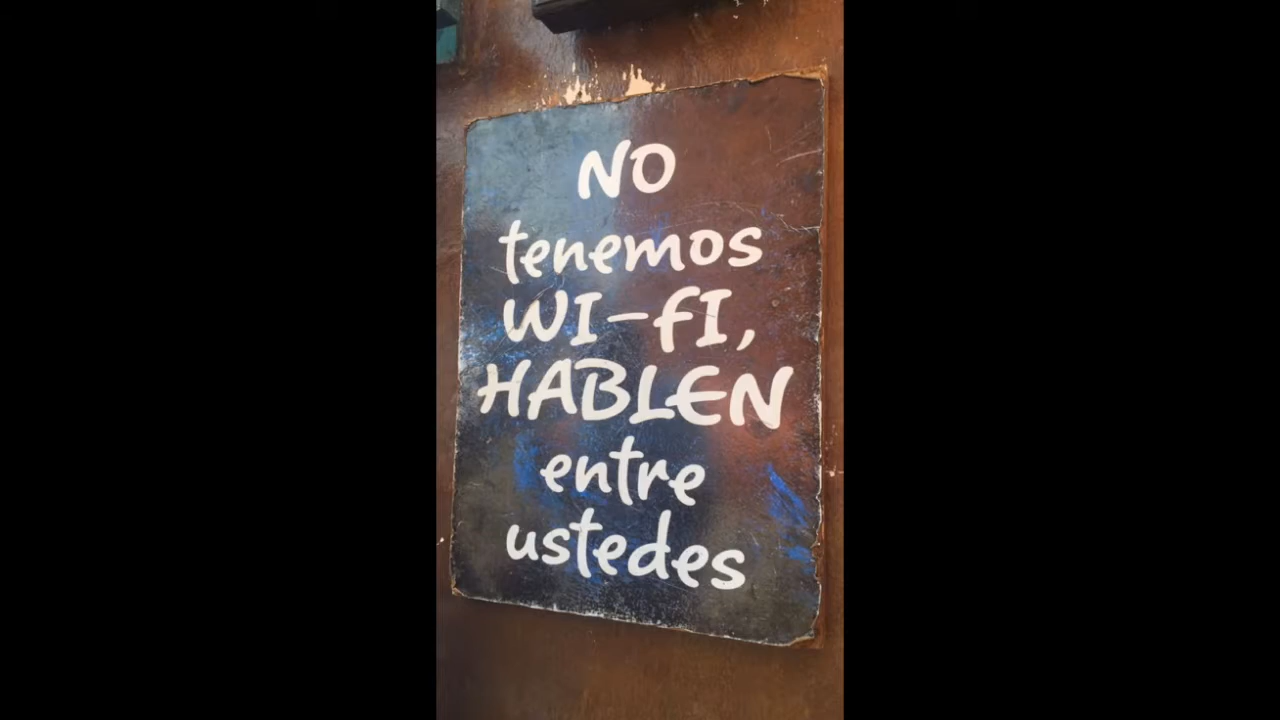 NO
tenemos
WI-fI,
HABLEN
entre
ustedes